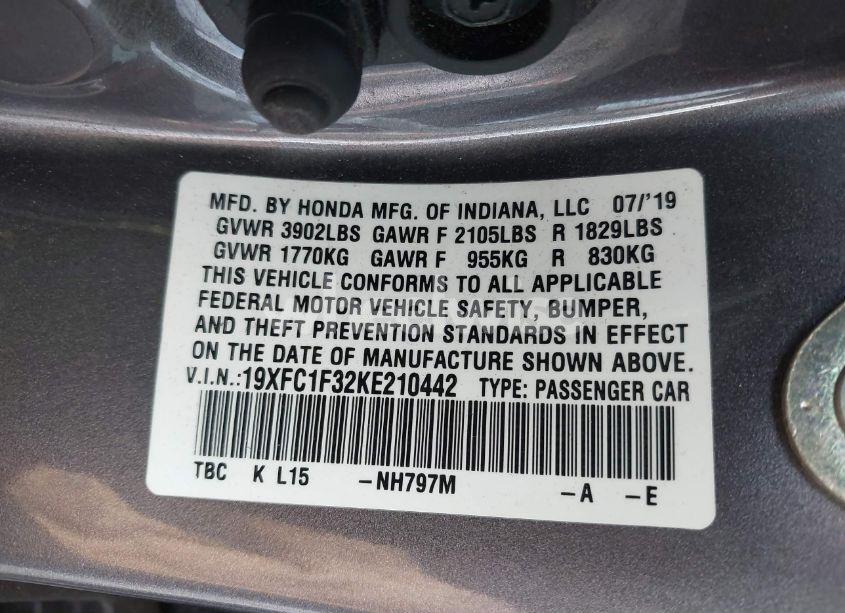 MFD. BY HONDA MFG. OF INDIANA, LLC 07/'19
GVWR 3902LBS GAWR F 2105LBS R 1829LBS
GVWR 1770KG GAWR F 955KG R 830KG
THIS VEHICLE CONFORMS TO ALL APPLICABLE
FEDERAL MOTOR VEHICLE SAFETY, BUMPER,
AND THEFT PREVENTION STANDARDS IN EFFECT
ON THE DATE OF MANUFACTURE SHOWN ABOVE.
V.I.N.:19XFC1F32KE210442 TYPE: PASSENGER CAR
TBC K L15 -NH797M -A -E